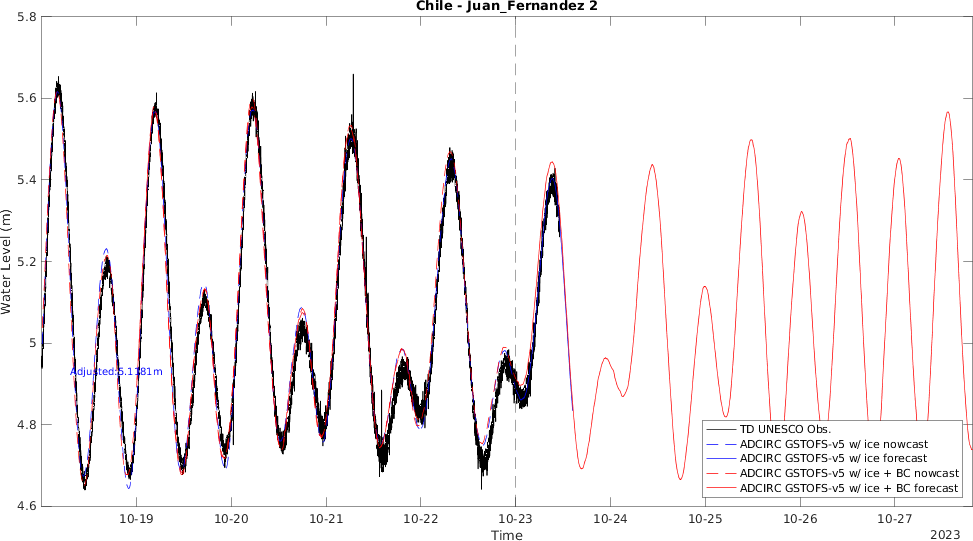 Chile - Juan_Fernandez 2
5.8
5.6
5.4
5.2
5
4.8
4.6
Water Level (m)
Adjusted:5.1181m
TD UNESCO Obs.
ADCIRC GSTOFS-v5 w/ ice nowcast
ADCIRC GSTOFS-v5 w/ ice forecast
ADCIRC GSTOFS-v5 w/ ice + BC nowcast
ADCIRC GSTOFS-v5 w/ ice + BC forecast
10-19 10-20 10-21 10-22 10-23 10-24 10-25 10-26 10-27
Time
2023